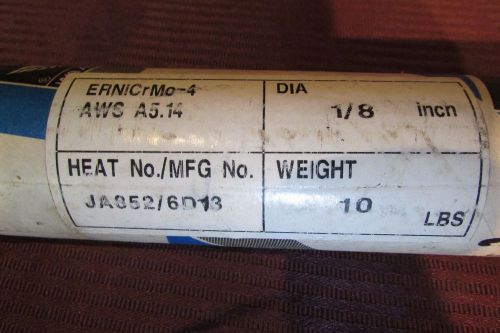 ERNiCrMo-4
AWS A5.14
DIA
1/8 inch
HEAT No./MFG No.
JA852/6D13
WEIGHT
10 LBS